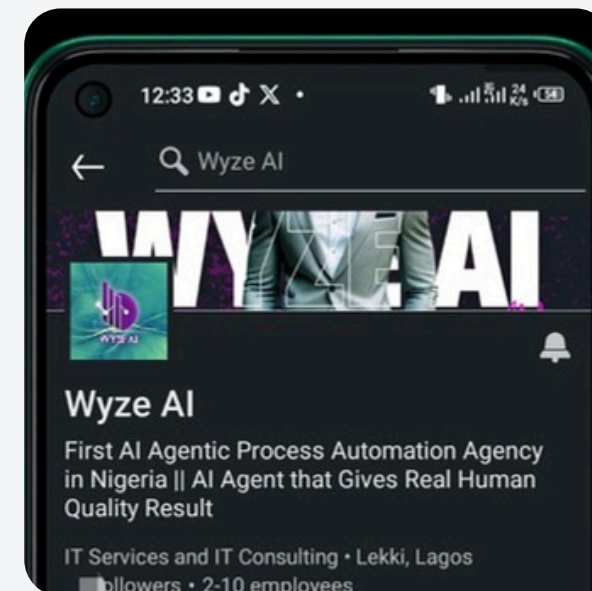 12:33
24
K/s
Wyze AI
WYZE AI
WYZE AI
Wyze AI
First AI Agentic Process Automation Agency
in Nigeria || AI Agent that Gives Real Human
Quality Result
IT Services and IT Consulting • Lekki, Lagos
• 2-10 employees